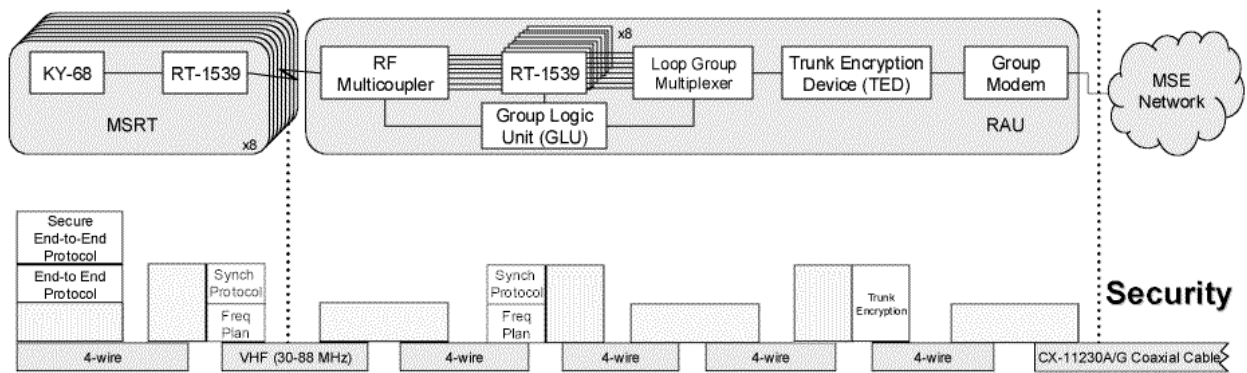 KY-68
RT-1539
MSRT
x8
RF
Multicoupler
x8
RT-1539
Group Logic
Unit (GLU)
Loop Group
Multiplexer
Trunk Encryption
Device (TED)
Group
Modem
RAU
MSE
Network
Secure
End-to-End
Protocol
End-to End
Protocol
Synch
Protocol
Freq
Plan
Synch
Protocol
Freq
Plan
Trunk
Encryption
Security
4-wire
VHF (30-88 MHz)
4-wire
4-wire
4-wire
4-wire
CX-11230A/G Coaxial Cable